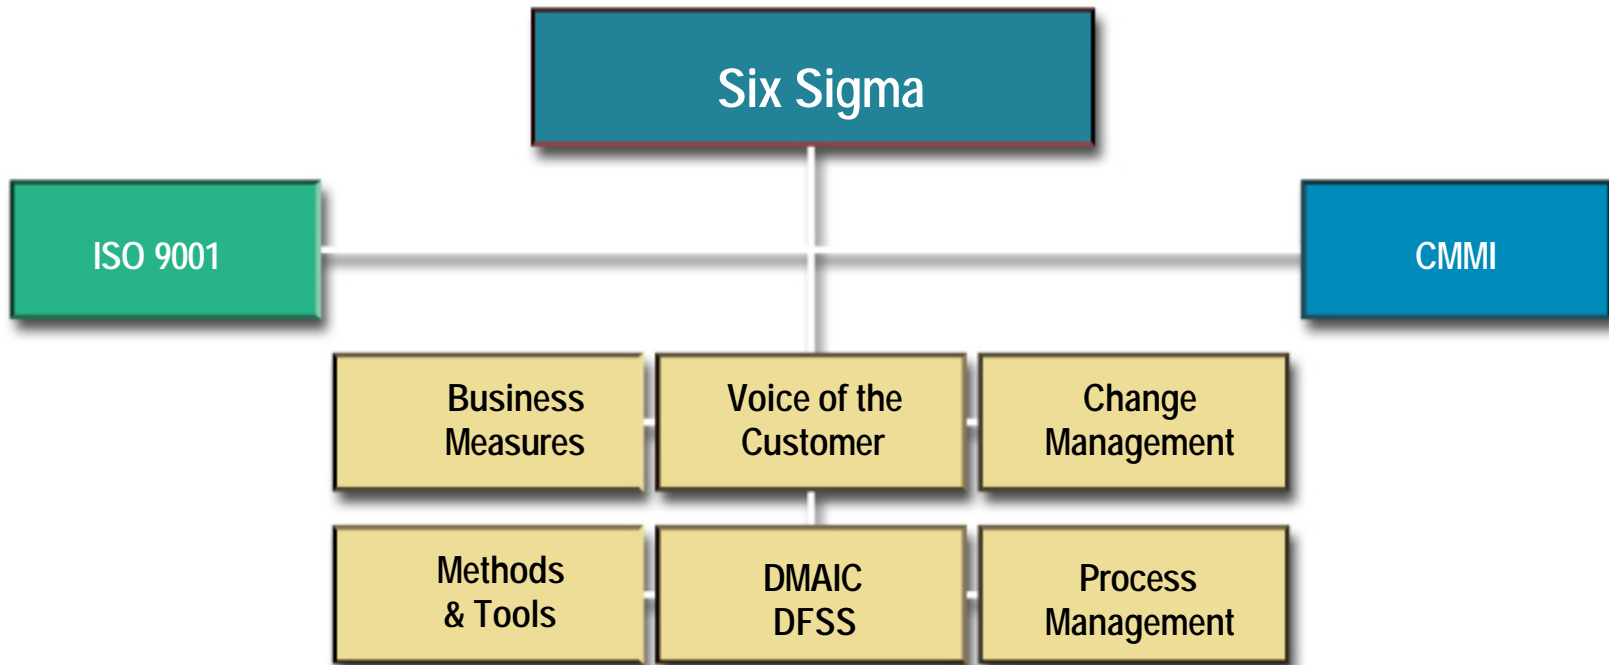 Six Sigma
ISO 9001
CMMI
Business
Measures
Voice of the
Customer
Change
Management
Methods
& Tools
DMAIC
DFSS
Process
Management